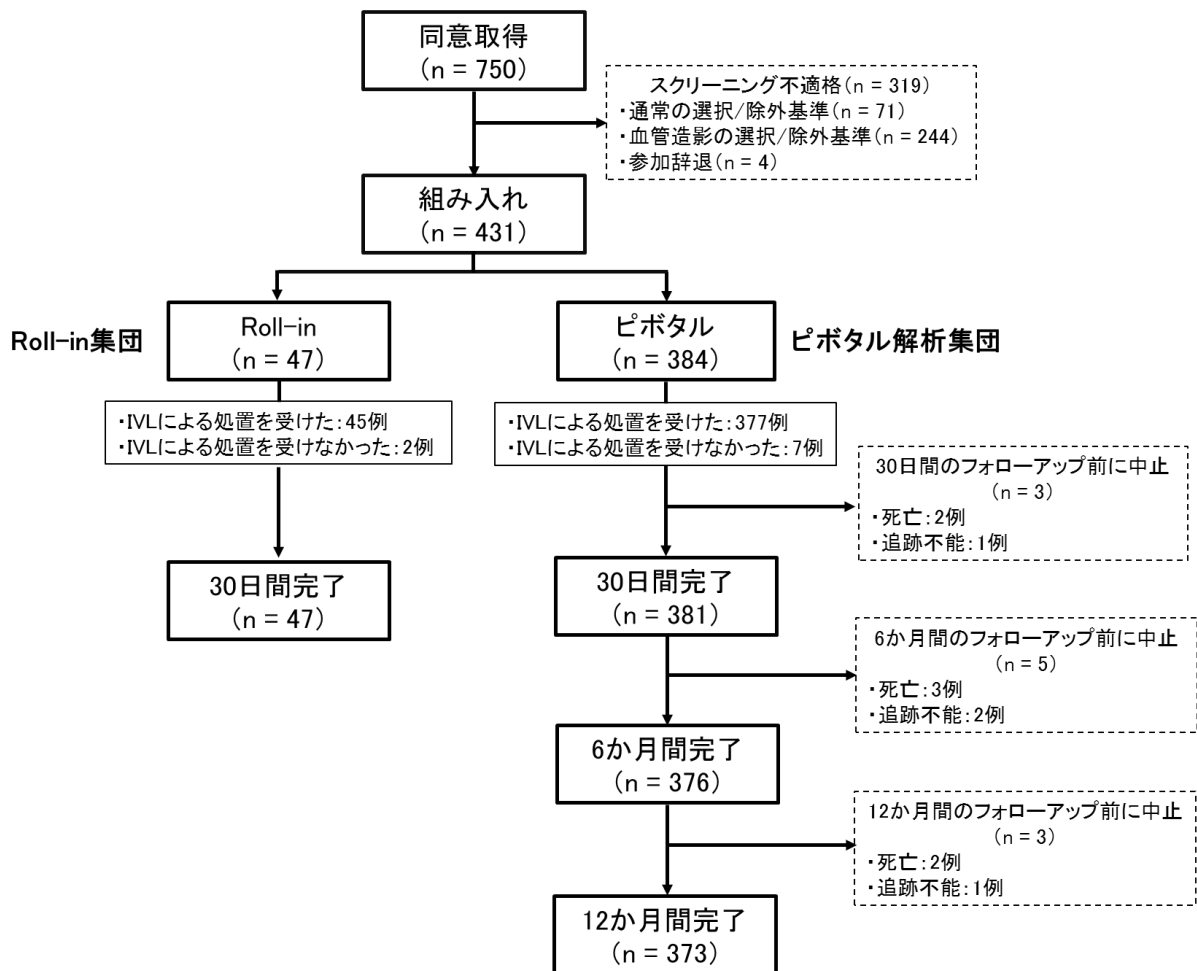 同意取得
(n = 750)
スクリーニング不適格(n = 319)
・通常の選択/除外基準(n = 71)
・血管造影の選択/除外基準(n = 244)
・参加辞退(n = 4)
組み入れ
(n = 431)
Roll-in集団
Roll-in
(n = 47)
ピボタル
(n = 384)
ピボタル解析集団
・IVLによる処置を受けた:45例
・IVLによる処置を受けなかった:2例
・IVLによる処置を受けた:377例
・IVLによる処置を受けなかった:7例
30日間のフォローアップ前に中止
(n = 3)
・死亡:2例
・追跡不能:1例
30日間完了
(n = 47)
30日間完了
(n = 381)
6か月間のフォローアップ前に中止
(n = 5)
・死亡:3例
・追跡不能:2例
6か月間完了
(n = 376)
12か月間のフォローアップ前に中止
(n = 3)
・死亡:2例
・追跡不能:1例
12か月間完了
(n = 373)